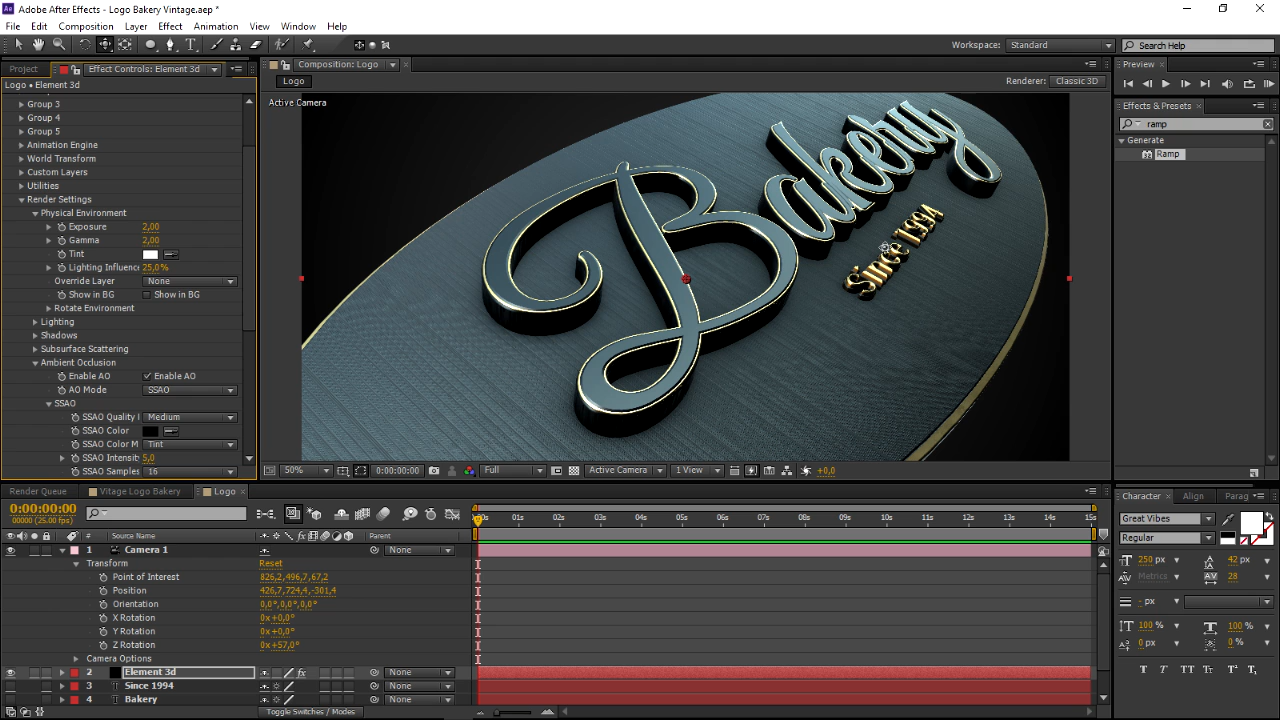 Adobe After Effects - Logo Bakery Vintage.aep *
File Edit Composition Layer Effect Animation View Window Help
Workspace: Standard
Search Help
Project
Effect Controls: Element 3d
Logo • Element 3d
Group 3
Group 4
Group 5
Animation Engine
World Transform
Custom Layers
Utilities
Render Settings
Physical Environment
Exposure 2,00
Gamma 2,00
Tint
Lighting Influenc 25,0%
Override Layer None
Show in BG Show in BG
Rotate Environment
Lighting
Shadows
Subsurface Scattering
Ambient Occlusion
Enable AO Enable AO
AO Mode SSAO
SSAO
SSAO Quality Medium
SSAO Color
SSAO Color M Tint
SSAO Intensity 5,0
SSAO Samples 16
Composition: Logo
Logo
Renderer: Classic 3D
Active Camera
Bakery
Since 1994
50% 0:00:00:00 Full Active Camera 1 View +0,0
Preview
Effects & Presets
ramp
Generate
Ramp
Render Queue Vitage Logo Bakery Logo
0:00:00:00
00000 (25.00 fps)
# Source Name Parent
:00s 01s 02s 03s 04s 05s 06s 07s 08s 09s 10s 11s 12s 13s 14s 15s
1 Camera 1 None
Transform Reset
Point of Interest 826,2,496,7,67,2
Position 426,7,724,4,-301,4
Orientation 0,0°,0,0°,0,0°
X Rotation 0x+0,0°
Y Rotation 0x+0,0°
Z Rotation 0x+57,0°
Camera Options
2 Element 3d None
3 Since 1994 None
4 Bakery None
Toggle Switches / Modes
Character Align Parag
Great Vibes
Regular
250 px 42 px
Metrics 28
- px
100 % 100 %
0 px 0 %
T T TT Tr T¹ T₁